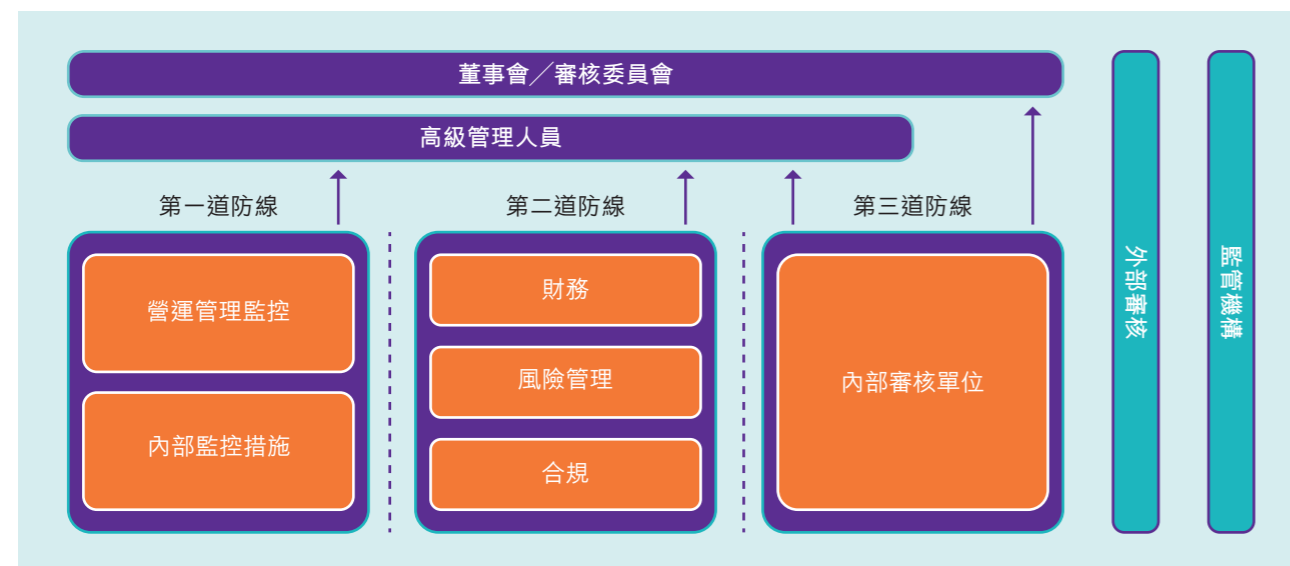 董事會╱審核委員會
高級管理人員
第一道防線
第二道防線
第三道防線
營運管理監控
內部監控措施
財務
風險管理
合規
內部審核單位
外部審核
監管機構